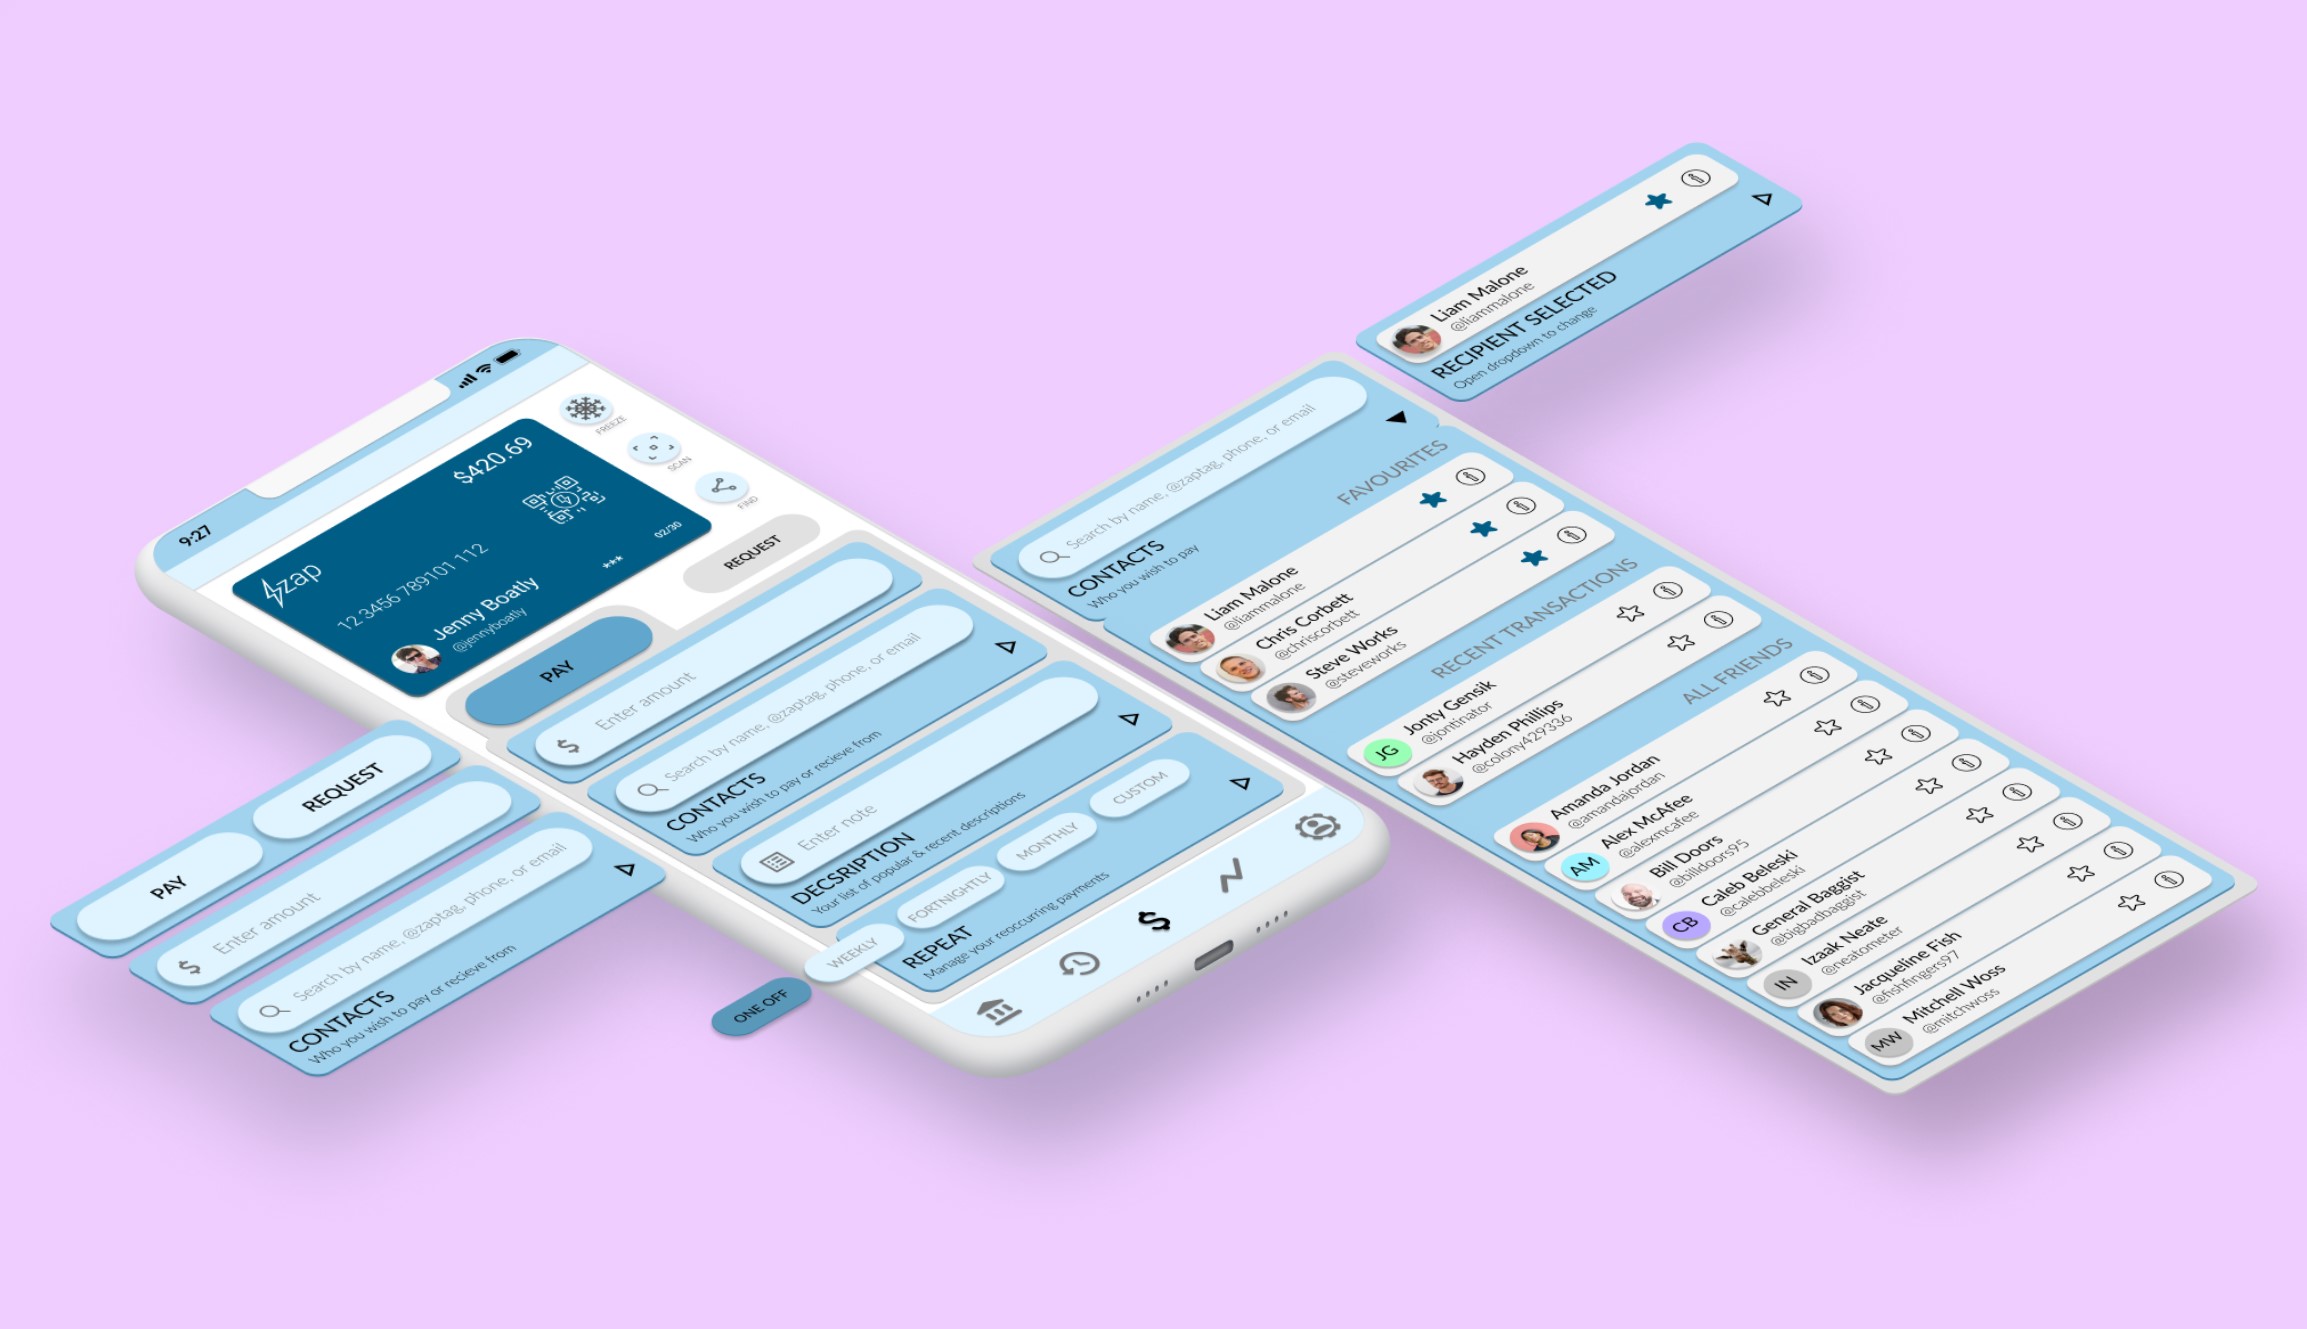 9:27
$420.69
zap
12 3456 789101 112
Jenny Boatly
@jennyboatly
***
02/30
FREEZE
SCAN
FIND
PAY
REQUEST
Enter amount
Search by name, @zaptag, phone, or email
CONTACTS
Who you wish to pay or recieve from
Enter note
DECSRIPTION
Your list of popular & recent descriptions
ONE OFF
WEEKLY
FORTNIGHTLY
MONTHLY
CUSTOM
REPEAT
Manage your reoccurring payments
PAY
REQUEST
Enter amount
Search by name, @zaptag, phone, or email
CONTACTS
Who you wish to pay or recieve from
Search by name, @zaptag, phone, or email
CONTACTS
Who you wish to pay
FAVOURITES
Liam Malone
@liammalone
Chris Corbett
@chriscorbett
Steve Works
@steveworks
RECENT TRANSACTIONS
JG
Jonty Gensik
@jontinator
Hayden Phillips
@colony429336
ALL FRIENDS
Amanda Jordan
@amandajordan
AM
Alex McAfee
@alexmcafee
Bill Doors
@billdoors95
CB
Caleb Beleski
@calebbeleski
General Baggist
@bigbadbaggist
IN
Izaak Neate
@neatometer
Jacqueline Fish
@fishfingers97
MW
Mitchell Woss
@mitchwoss
Liam Malone
@liammalone
RECIPIENT SELECTED
Open dropdown to change